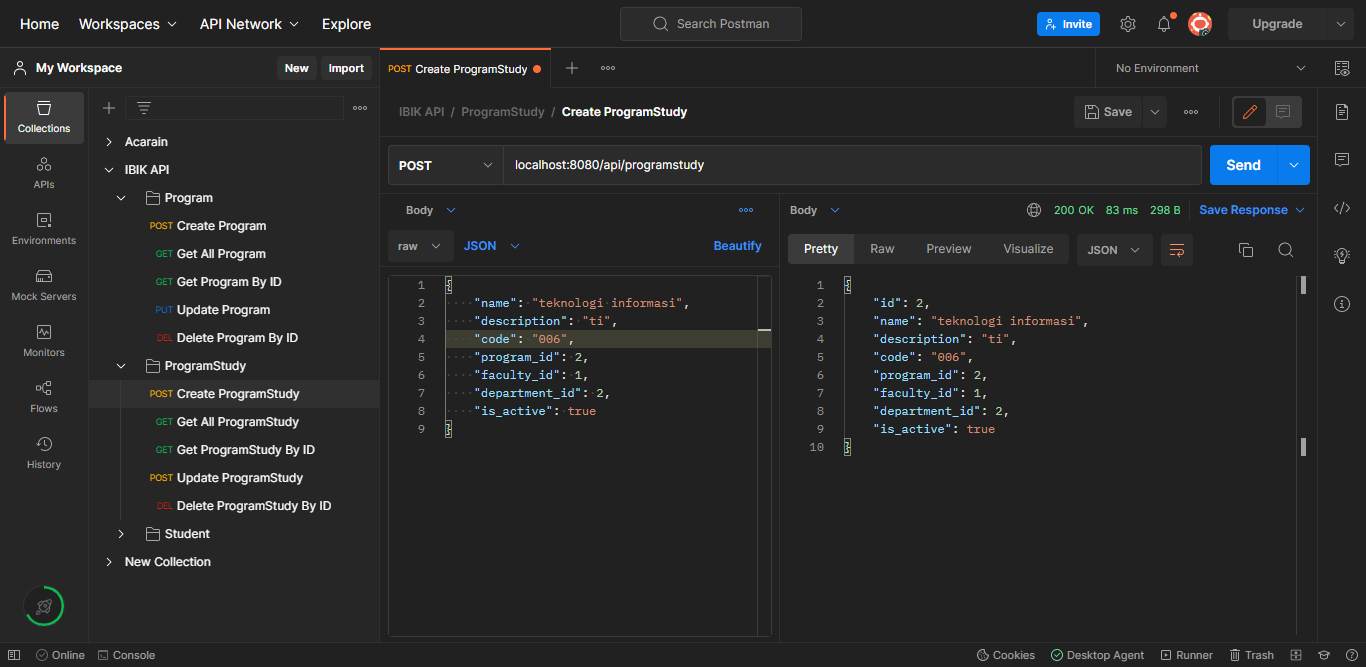 Home Workspaces API Network Explore Search Postman Invite Upgrade
My Workspace New Import
POST Create ProgramStudy No Environment
Collections
APIs
Environments
Mock Servers
Monitors
Flows
History
Acarain
IBIK API
Program
POST Create Program
GET Get All Program
GET Get Program By ID
PUT Update Program
DEL Delete Program By ID
ProgramStudy
POST Create ProgramStudy
GET Get All ProgramStudy
GET Get ProgramStudy By ID
POST Update ProgramStudy
DEL Delete ProgramStudy By ID
Student
New Collection
IBIK API / ProgramStudy / Create ProgramStudy Save
POST localhost:8080/api/programstudy Send
Body
raw JSON Beautify
1 {
2 "name": "teknologi informasi",
3 "description": "ti",
4 "code": "006",
5 "program_id": 2,
6 "faculty_id": 1,
7 "department_id": 2,
8 "is_active": true
9 }
Body 200 OK 83 ms 298 B Save Response
Pretty Raw Preview Visualize JSON
1 {
2 "id": 2,
3 "name": "teknologi informasi",
4 "description": "ti",
5 "code": "006",
6 "program_id": 2,
7 "faculty_id": 1,
8 "department_id": 2,
9 "is_active": true
10 }
Online Console Cookies Desktop Agent Runner Trash